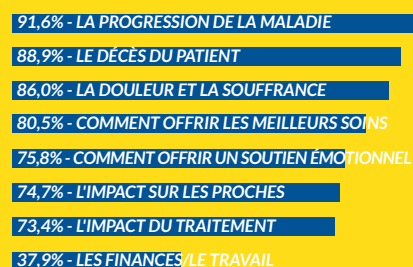 91,6% - LA PROGRESSION DE LA MALADIE
88,9% - LE DÉCÈS DU PATIENT
86,0% - LA DOULEUR ET LA SOUFFRANCE
80,5% - COMMENT OFFRIR LES MEILLEURS SOINS
75,8% - COMMENT OFFRIR UN SOUTIEN ÉMOTIONNEL
74,7% - L'IMPACT SUR LES PROCHES
73,4% - L'IMPACT DU TRAITEMENT
37,9% - LES FINANCES/LE TRAVAIL